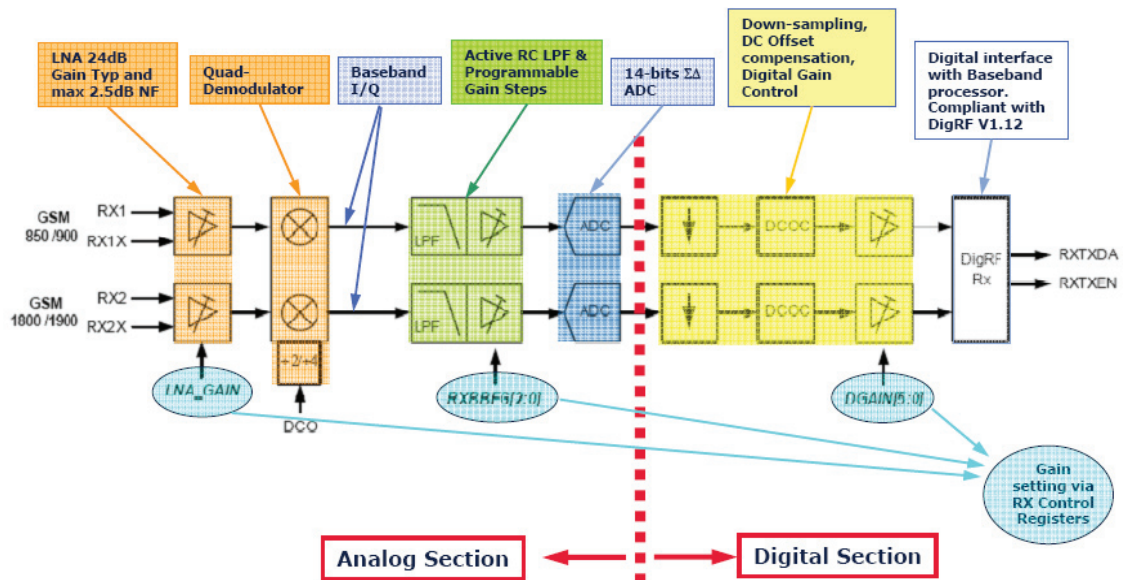 LNA 24dB
Gain Typ and
max 2.5dB NF
Quad-
Demodulator
Baseband
I/Q
Active RC LPF &
Programmable
Gain Steps
14-bits ΣΔ
ADC
Down-sampling,
DC Offset
compensation,
Digital Gain
Control
Digital interface
with Baseband
processor.
Compliant with
DigRF V1.12
GSM
850 /900
RX1
RX1X
LPF
ADC
DCOC
DigRF
Rx
RXTXDA
RXTXEN
GSM
1800 /1900
RX2
RX2X
LPF
ADC
DCOC
÷2/÷4
DCO
LNA_GAIN
DGAIN[5:0]
Gain
setting via
RX Control
Registers
Analog Section
Digital Section